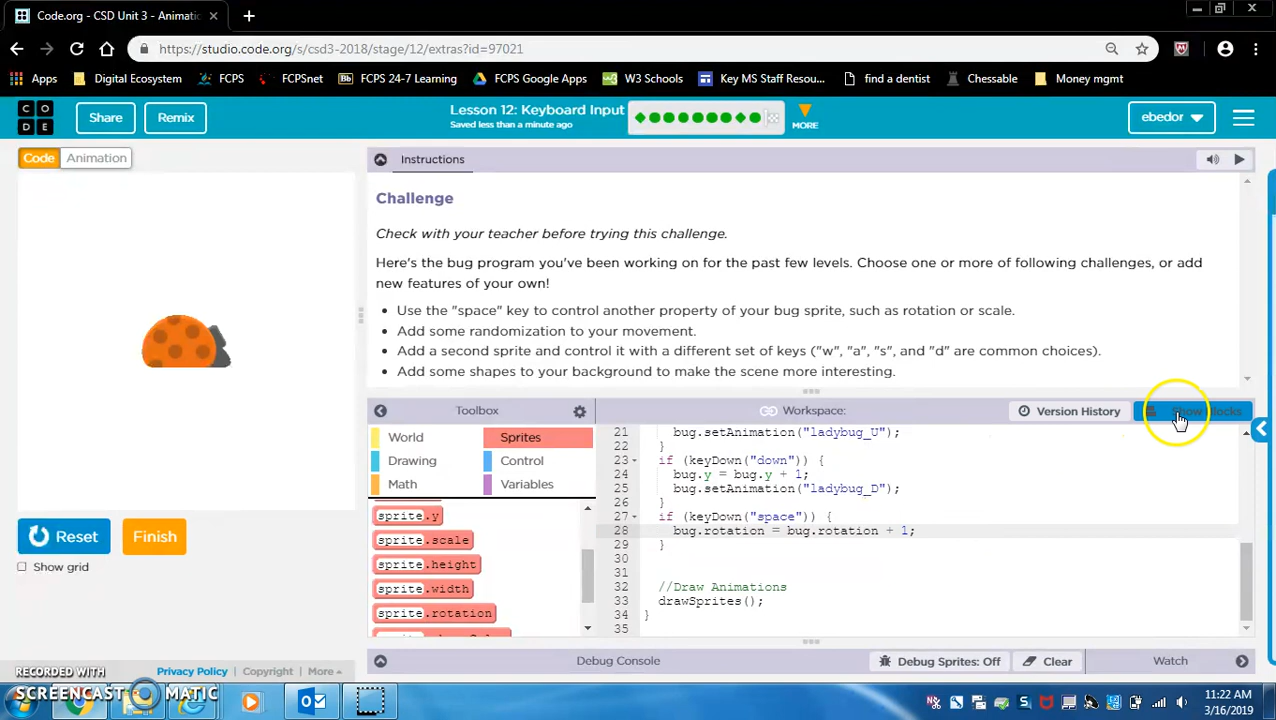 Code.org - CSD Unit 3 - Animatio
https://studio.code.org/s/csd3-2018/stage/12/extras?id=97021
Apps Digital Ecosystem FCPS FCPSnet Bb FCPS 24-7 Learning FCPS Google Apps W3 Schools Key MS Staff Resou... find a dentist Chessable Money mgmt
C O D E Share Remix Lesson 12: Keyboard Input MORE ebedor
Saved less than a minute ago
Code Animation Instructions
Challenge
Check with your teacher before trying this challenge.
Here's the bug program you've been working on for the past few levels. Choose one or more of following challenges, or add
new features of your own!
• Use the "space" key to control another property of your bug sprite, such as rotation or scale.
• Add some randomization to your movement.
• Add a second sprite and control it with a different set of keys ("w", "a", "s", and "d" are common choices).
• Add some shapes to your background to make the scene more interesting.
Toolbox Workspace: Version History Show Blocks
World Sprites
Drawing Control
Math Variables
sprite.y
sprite.scale
sprite.height
sprite.width
sprite.rotation
21 bug.setAnimation("ladybug_U");
22 }
23 if (keyDown("down")) {
24 bug.y = bug.y + 1;
25 bug.setAnimation("ladybug_D");
26 }
27 if (keyDown("space")) {
28 bug.rotation = bug.rotation + 1;
29 }
30
31
32 //Draw Animations
33 drawSprites();
34 }
35
Reset Finish
Show grid
Debug Console Debug Sprites: Off Clear Watch
Privacy Policy Copyright More
RECORDED WITH
SCREENCAST MATIC
11:22 AM
3/16/2019